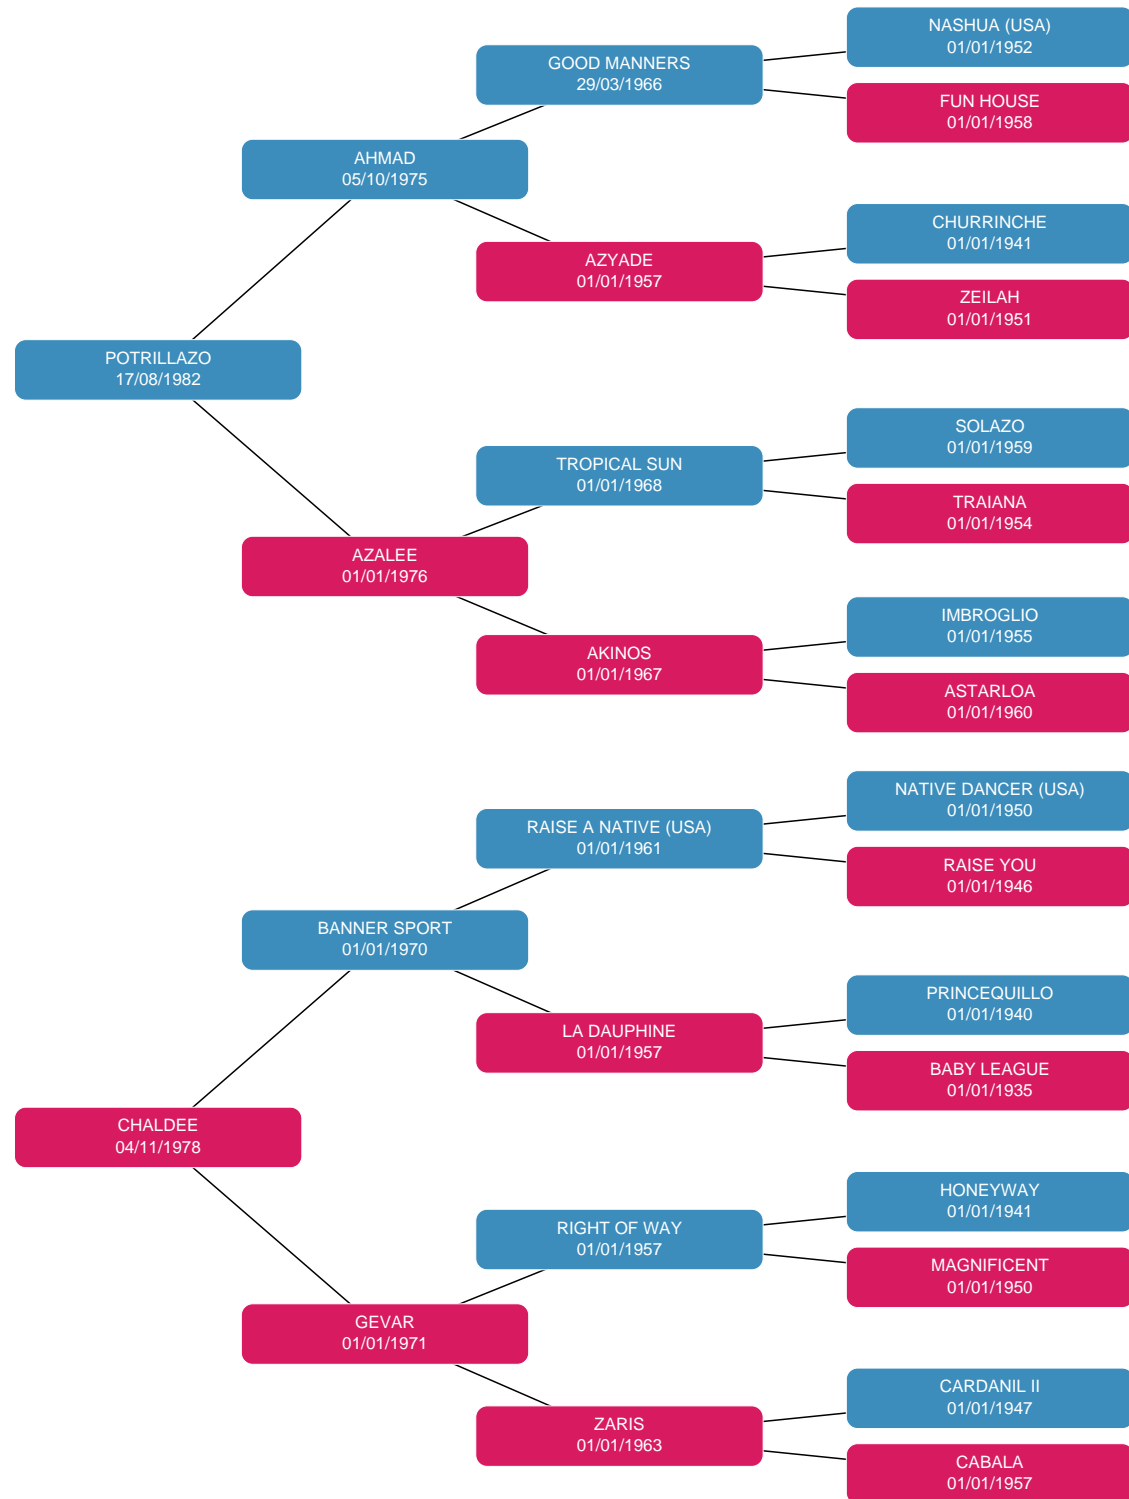 NASHUA (USA)
01/01/1952
GOOD MANNERS
29/03/1966
FUN HOUSE
01/01/1958
AHMAD
05/10/1975
CHURRINCHE
01/01/1941
AZYADE
01/01/1957
ZEILAH
01/01/1951
POTRILLAZO
17/08/1982
SOLAZO
01/01/1959
TROPICAL SUN
01/01/1968
TRAIANA
01/01/1954
AZALEE
01/01/1976
IMBROGLIO
01/01/1955
AKINOS
01/01/1967
ASTARLOA
01/01/1960
NATIVE DANCER (USA)
01/01/1950
RAISE A NATIVE (USA)
01/01/1961
RAISE YOU
01/01/1946
BANNER SPORT
01/01/1970
PRINCEQUILLO
01/01/1940
LA DAUPHINE
01/01/1957
BABY LEAGUE
01/01/1935
CHALDEE
04/11/1978
HONEYWAY
01/01/1941
RIGHT OF WAY
01/01/1957
MAGNIFICENT
01/01/1950
GEVAR
01/01/1971
CARDANIL II
01/01/1947
ZARIS
01/01/1963
CABALA
01/01/1957